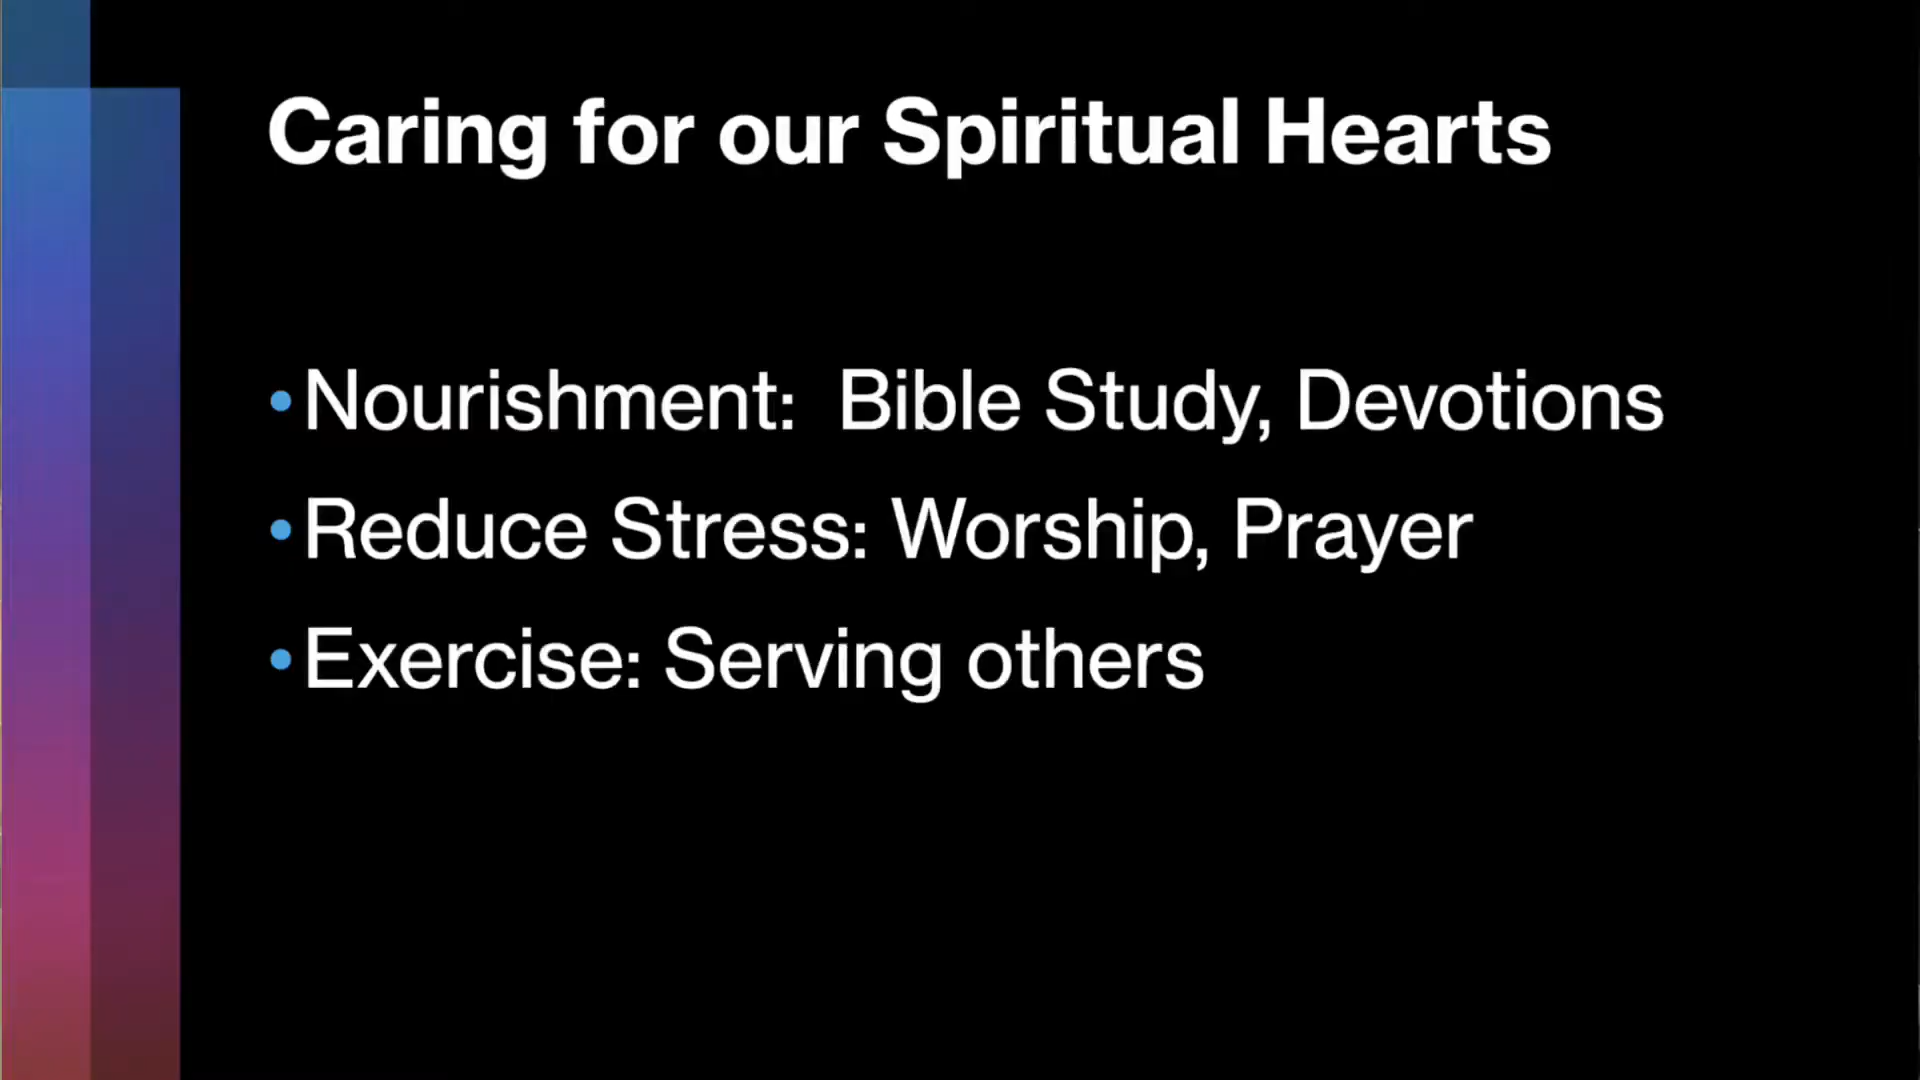 Caring for our Spiritual Hearts
•Nourishment:  Bible Study, Devotions
•Reduce Stress: Worship, Prayer
•Exercise: Serving others